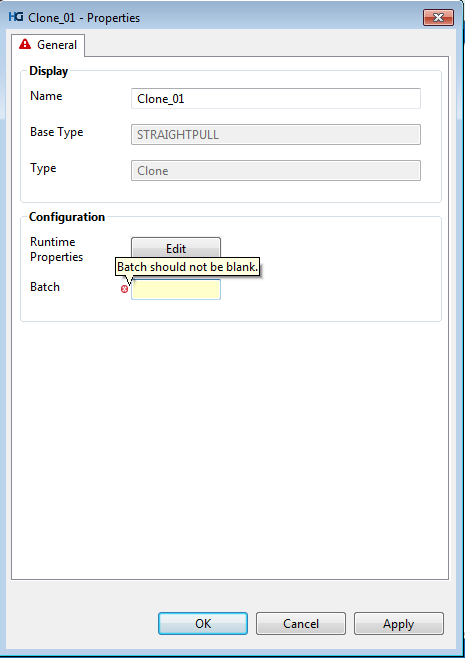 HG Clone_01 - Properties
General
Display
Name Clone_01
Base Type STRAIGHTPULL
Type Clone
Configuration
Runtime
Properties Edit
Batch should not be blank.
Batch
OK Cancel Apply